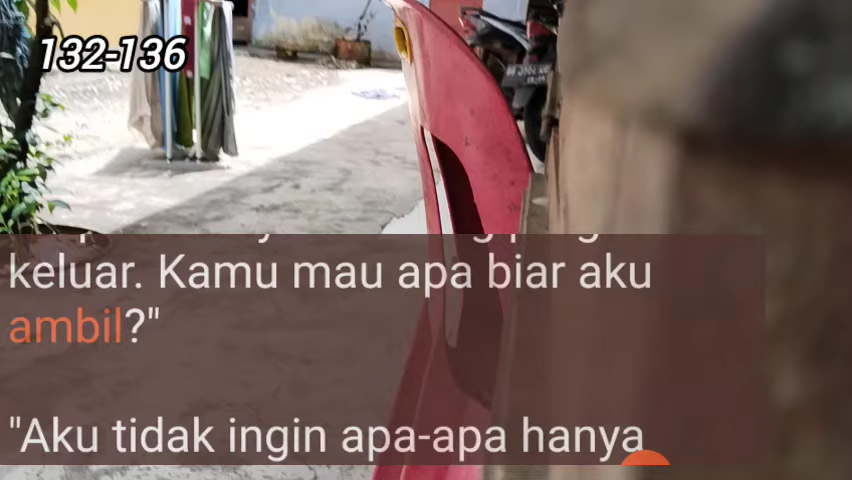 132-136
keluar. Kamu mau apa biar aku
ambil?"
"Aku tidak ingin apa-apa hanya